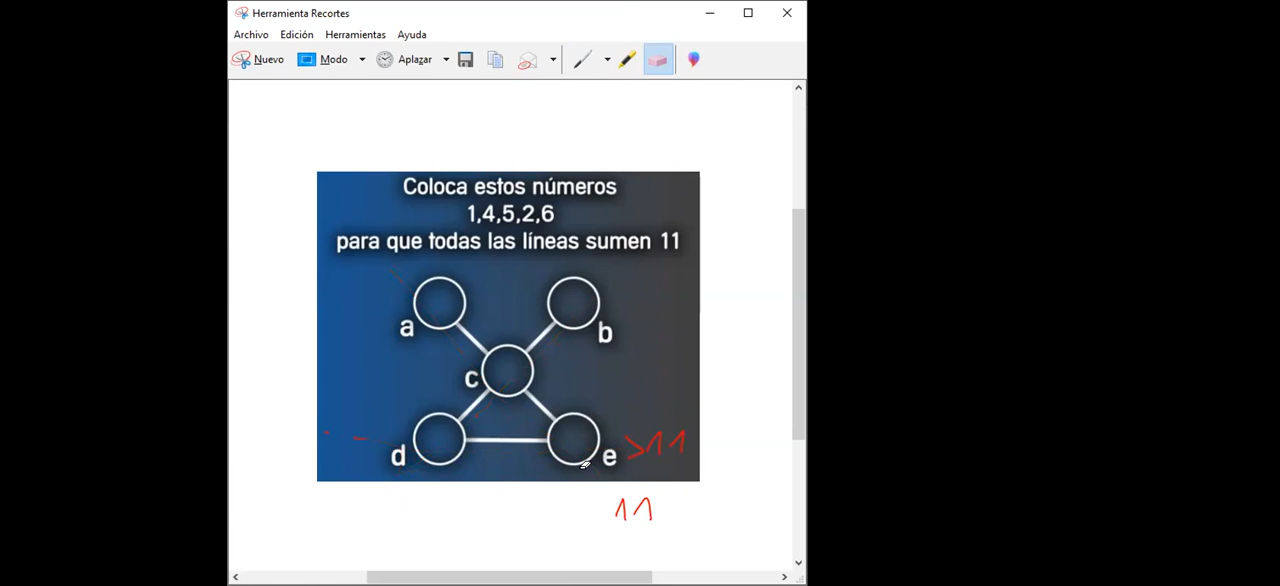 Herramienta Recortes
Archivo Edición Herramientas Ayuda
Nuevo Modo Aplazar
Coloca estos números
1,4,5,2,6
para que todas las líneas sumen 11
a
b
c
d
e >11
11